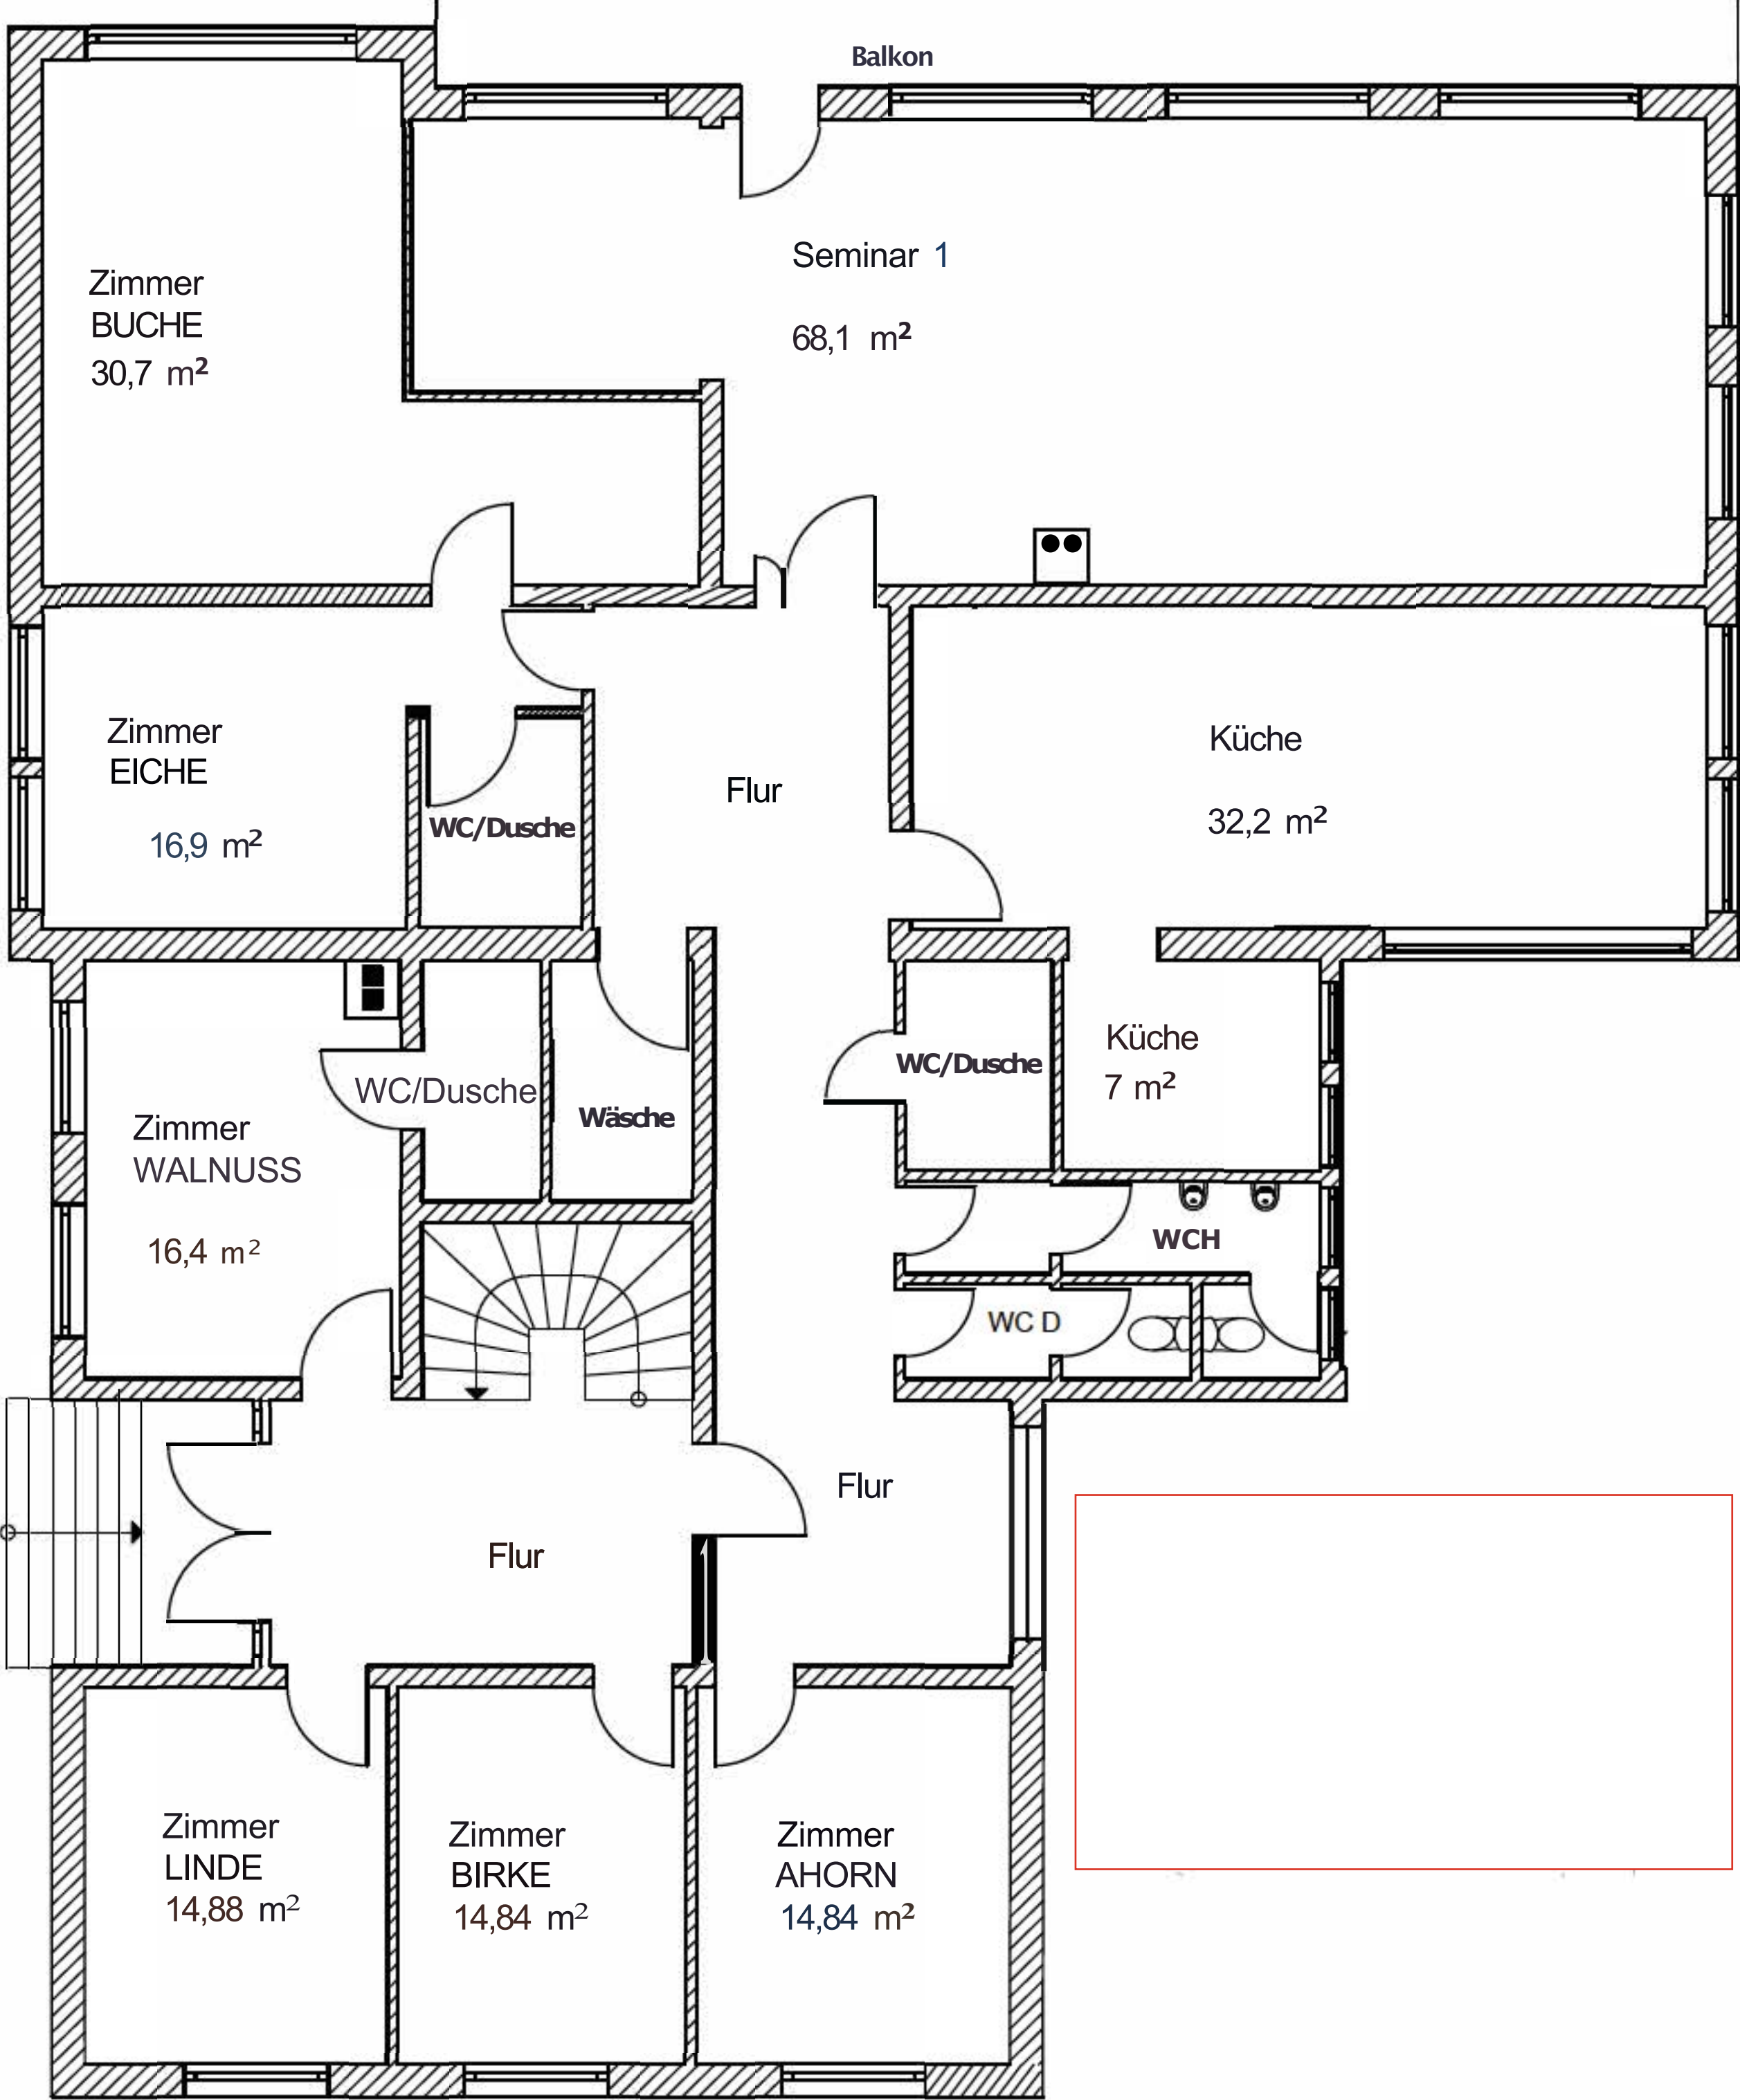 Balkon
Seminar 1
68,1 m²
Zimmer
BUCHE
30,7 m²
Zimmer
EICHE
16,9 m²
WC/Dusche
Flur
Küche
32,2 m²
Zimmer
WALNUSS
16,4 m²
WC/Dusche
Wäsche
WC/Dusche
Küche
7 m²
WCH
WC D
Flur
Flur
Zimmer
LINDE
14,88 m²
Zimmer
BIRKE
14,84 m²
Zimmer
AHORN
14,84 m²